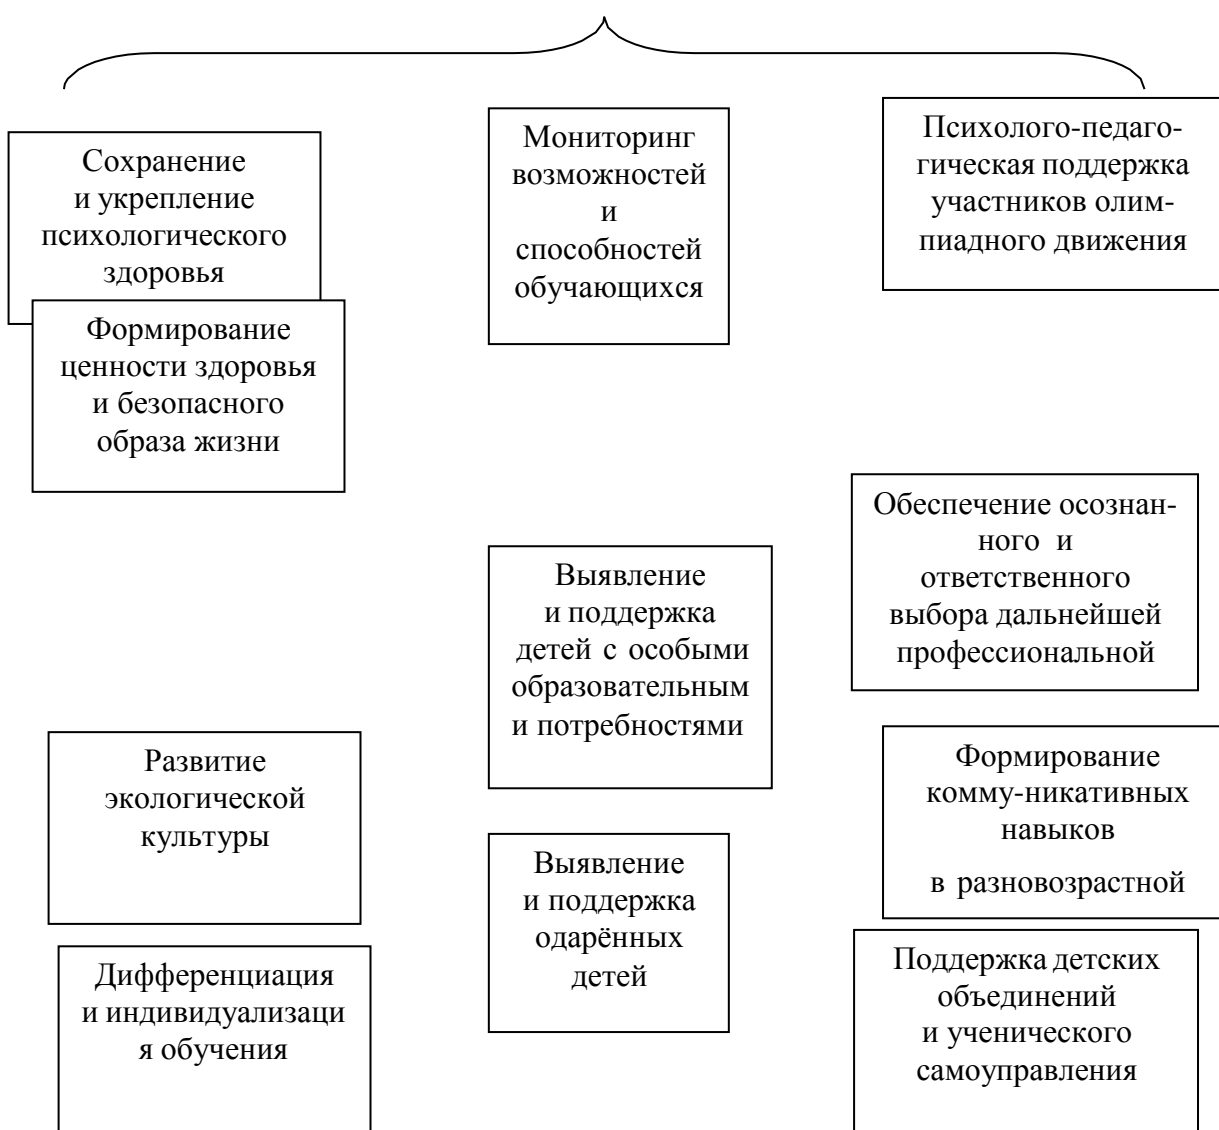 Сохранение
и укрепление
психологического
здоровья
Формирование
ценности здоровья
и безопасного
образа жизни
Развитие
экологической
культуры
Дифференциация
и индивидуализаци
я обучения
Мониторинг
возможностей
и
способностей
обучающихся
Выявление
и поддержка
детей с особыми
образовательным
и потребностями
Выявление
и поддержка
одарённых
детей
Психолого-педаго-
гическая поддержка
участников олим-
пиадного движения
Обеспечение осознан-
ного и
ответственного
выбора дальнейшей
профессиональной
Формирование
комму-никативных
навыков
в разновозрастной
Поддержка детских
объединений
и ученического
самоуправления